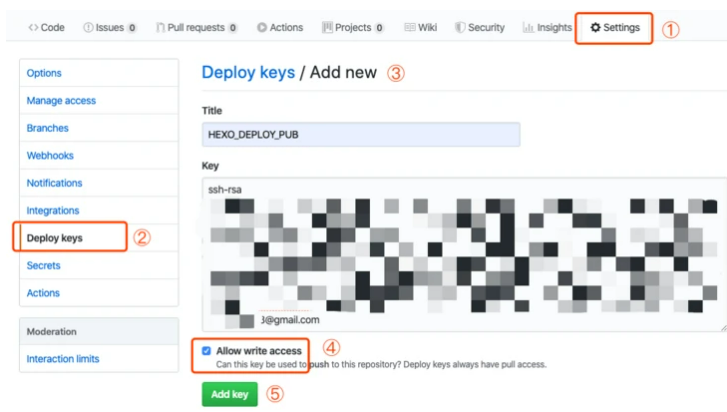 Code Issues 0 Pull requests 0 Actions Projects 0 Wiki Security Insights Settings ①
Options
Manage access
Branches
Webhooks
Notifications
Integrations
Deploy keys ②
Secrets
Actions
Moderation
Interaction limits
Deploy keys / Add new ③
Title
HEXO_DEPLOY_PUB
Key
ssh-rsa
@gmail.com
Allow write access ④
Can this key be used to push to this repository? Deploy keys always have pull access.
Add key ⑤